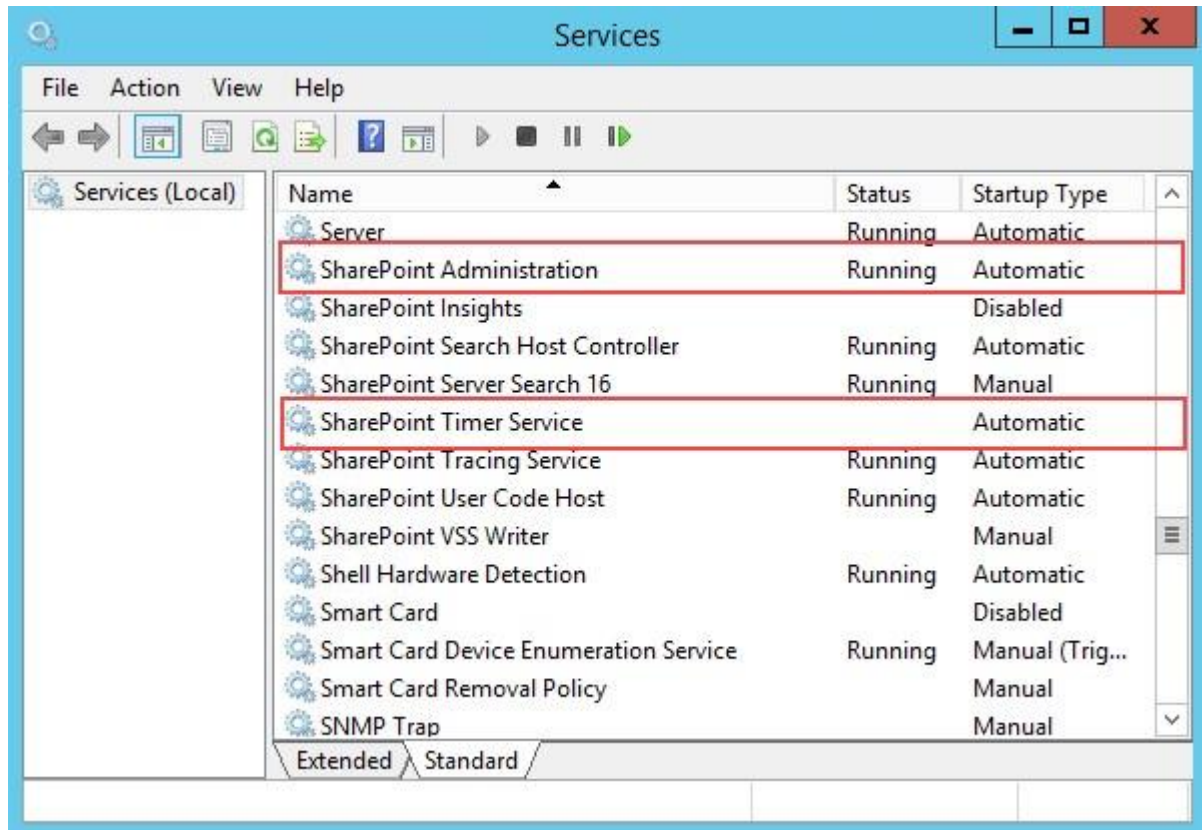 Services
File Action View Help
Services (Local)
Name Status Startup Type
Server Running Automatic
SharePoint Administration Running Automatic
SharePoint Insights Disabled
SharePoint Search Host Controller Running Automatic
SharePoint Server Search 16 Running Manual
SharePoint Timer Service Automatic
SharePoint Tracing Service Running Automatic
SharePoint User Code Host Running Automatic
SharePoint VSS Writer Manual
Shell Hardware Detection Running Automatic
Smart Card Disabled
Smart Card Device Enumeration Service Running Manual (Trig...
Smart Card Removal Policy Manual
SNMP Trap Manual
Extended Standard